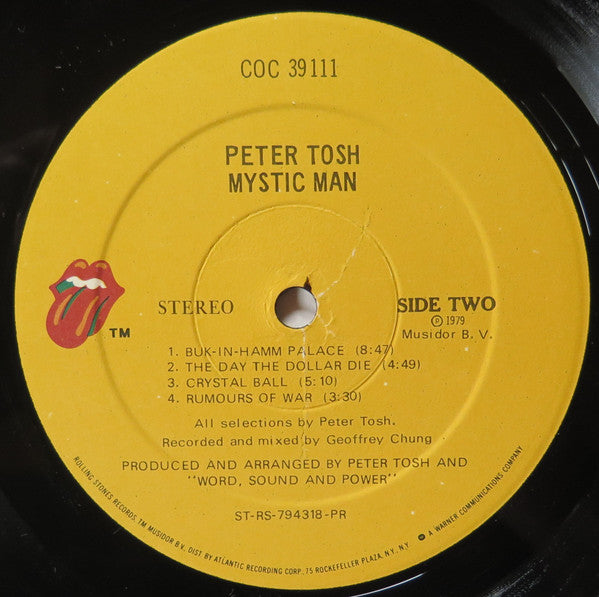 COC 39111
PETER TOSH
MYSTIC MAN
TM
STEREO
SIDE TWO
Ⓟ 1979
Musidor B. V.
1. BUK-IN-HAMM PALACE (8:47)
2. THE DAY THE DOLLAR DIE (4:49)
3. CRYSTAL BALL (5:10)
4. RUMOURS OF WAR (3:30)
All selections by Peter Tosh.
Recorded and mixed by Geoffrey Chung
PRODUCED AND ARRANGED BY PETER TOSH AND
"WORD, SOUND AND POWER"
ST-RS-794318-PR
ROLLING STONES RECORDS, TM MUSIDOR B.V. DIST. BY ATLANTIC RECORDING CORP., 75 ROCKEFELLER PLAZA, N.Y., N.Y. A WARNER COMMUNICATIONS COMPANY